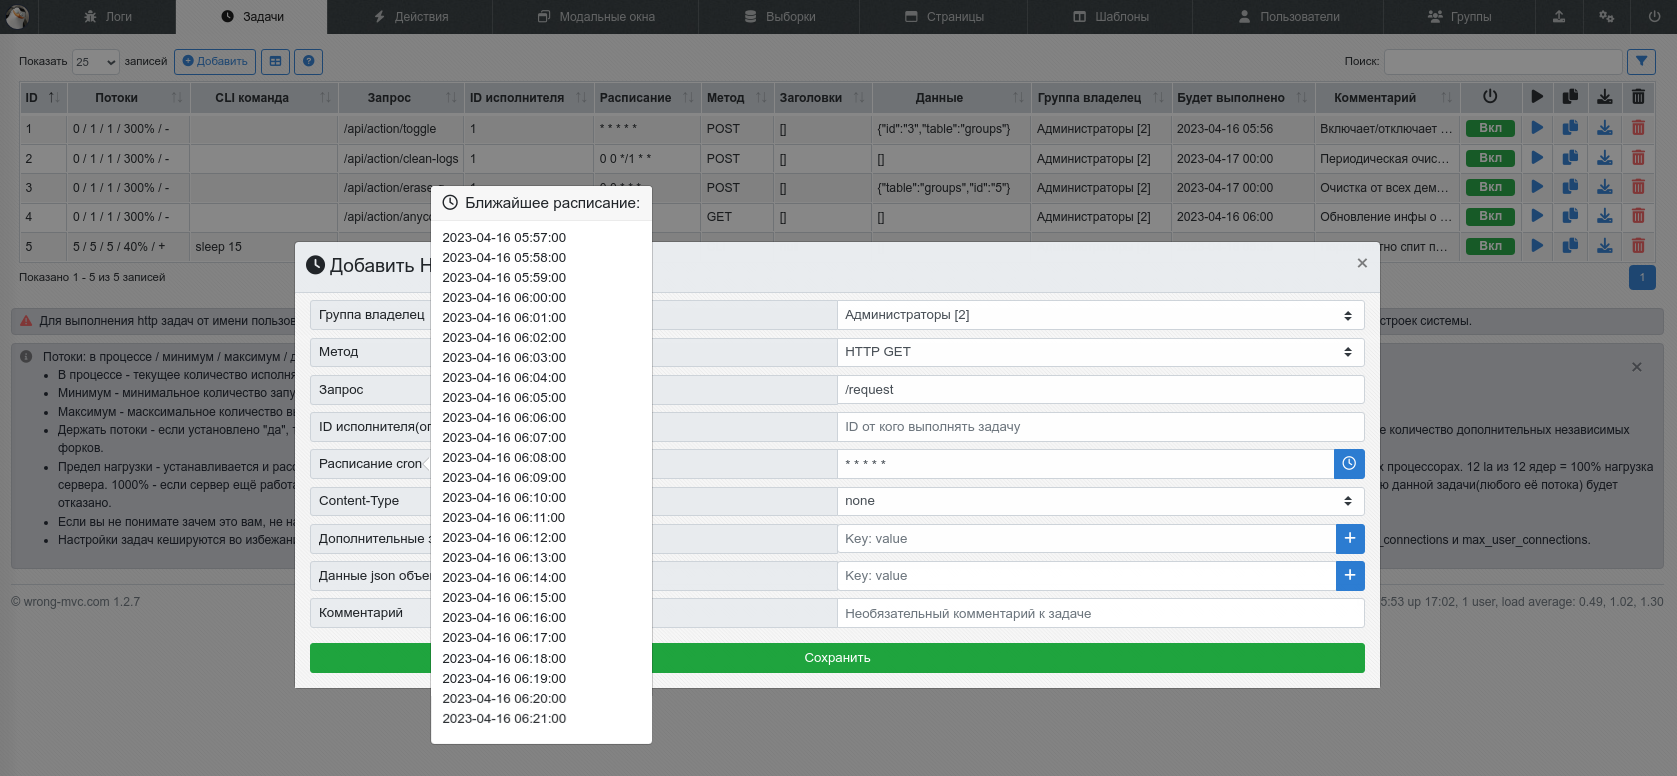 Логи Задачи Действия Модальные окна Выборки Страницы Шаблоны Пользователи Группы
Показать 25 записей Добавить Поиск:
ID Потоки CLI команда Запрос ID исполнителя Расписание Метод Заголовки Данные Группа владелец Будет выполнено Комментарий
1 0 / 1 / 1 / 300% / - /api/action/toggle 1 * * * * * POST [] {"id":"3","table":"groups"} Администраторы [2] 2023-04-16 05:56 Включает/отключает ... Вкл
2 0 / 1 / 1 / 300% / - /api/action/clean-logs 1 0 0 */1 * * POST [] [] Администраторы [2] 2023-04-17 00:00 Периодическая очис... Вкл
3 0 / 1 / 1 / 300% / - /api/action/erase POST [] {"table":"groups","id":"5"} Администраторы [2] 2023-04-17 00:00 Очистка от всех дем... Вкл
4 0 / 1 / 1 / 300% / - /api/action/anyc GET [] [] Администраторы [2] 2023-04-16 06:00 Обновление инфы о ... Вкл
5 5 / 5 / 5 / 40% / + sleep 15 тно спит п... Вкл
Показано 1 - 5 из 5 записей 1
Ближайшее расписание:
2023-04-16 05:57:00
2023-04-16 05:58:00
2023-04-16 05:59:00
2023-04-16 06:00:00
2023-04-16 06:01:00
2023-04-16 06:02:00
2023-04-16 06:03:00
2023-04-16 06:04:00
2023-04-16 06:05:00
2023-04-16 06:06:00
2023-04-16 06:07:00
2023-04-16 06:08:00
2023-04-16 06:09:00
2023-04-16 06:10:00
2023-04-16 06:11:00
2023-04-16 06:12:00
2023-04-16 06:13:00
2023-04-16 06:14:00
2023-04-16 06:15:00
2023-04-16 06:16:00
2023-04-16 06:17:00
2023-04-16 06:18:00
2023-04-16 06:19:00
2023-04-16 06:20:00
2023-04-16 06:21:00
Добавить Н ×
Группа владелец Администраторы [2]
Метод HTTP GET
Запрос /request
ID исполнителя(о ID от кого выполнять задачу
Расписание cron * * * * *
Content-Type none
Дополнительные з Key: value +
Данные json объе Key: value +
Комментарий Необязательный комментарий к задаче
Сохранить
Для выполнения http задач от имени пользов строек системы.
Потоки: в процессе / минимум / максимум / д ×
В процессе - текущее количество исполня
Минимум - минимальное количество запу
Максимум - масксимальное количество вы
Держать потоки - если установлено "да", т е количество дополнительных независимых
форков.
Предел нагрузки - устанавливается и расс х процессорах. 12 la из 12 ядер = 100% нагрузка
сервера. 1000% - если сервер ещё работа ю данной задачи(любого её потока) будет
отказано.
Если вы не понимате зачем это вам, не на
Настройки задач кешируются во избежани _connections и max_user_connections.
© wrong-mvc.com 1.2.7 5:53 up 17:02, 1 user, load average: 0.49, 1.02, 1.30